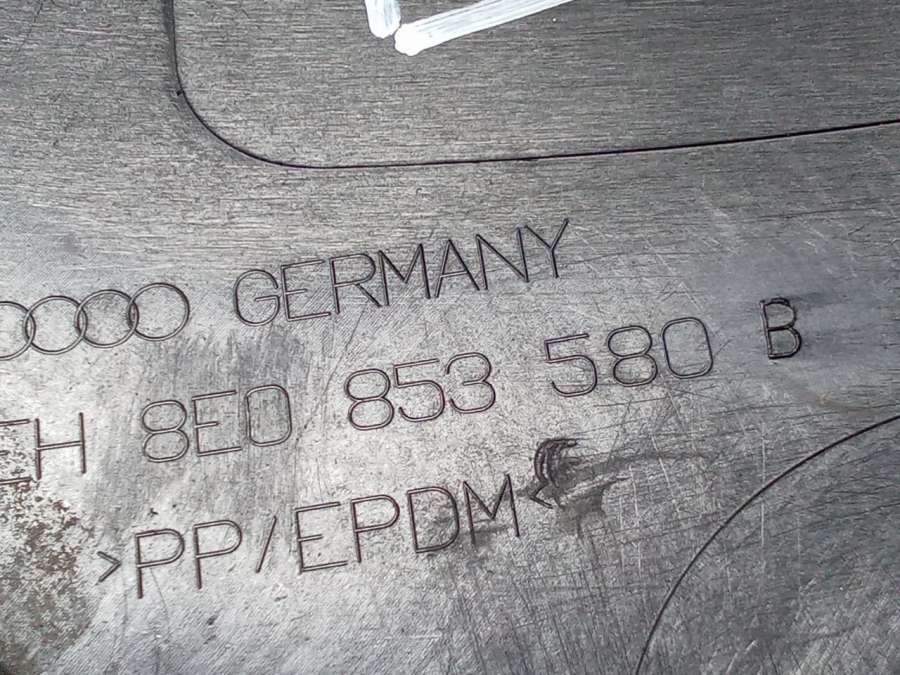 GERMANY
8E0 853 580 B
>PP/EPDM